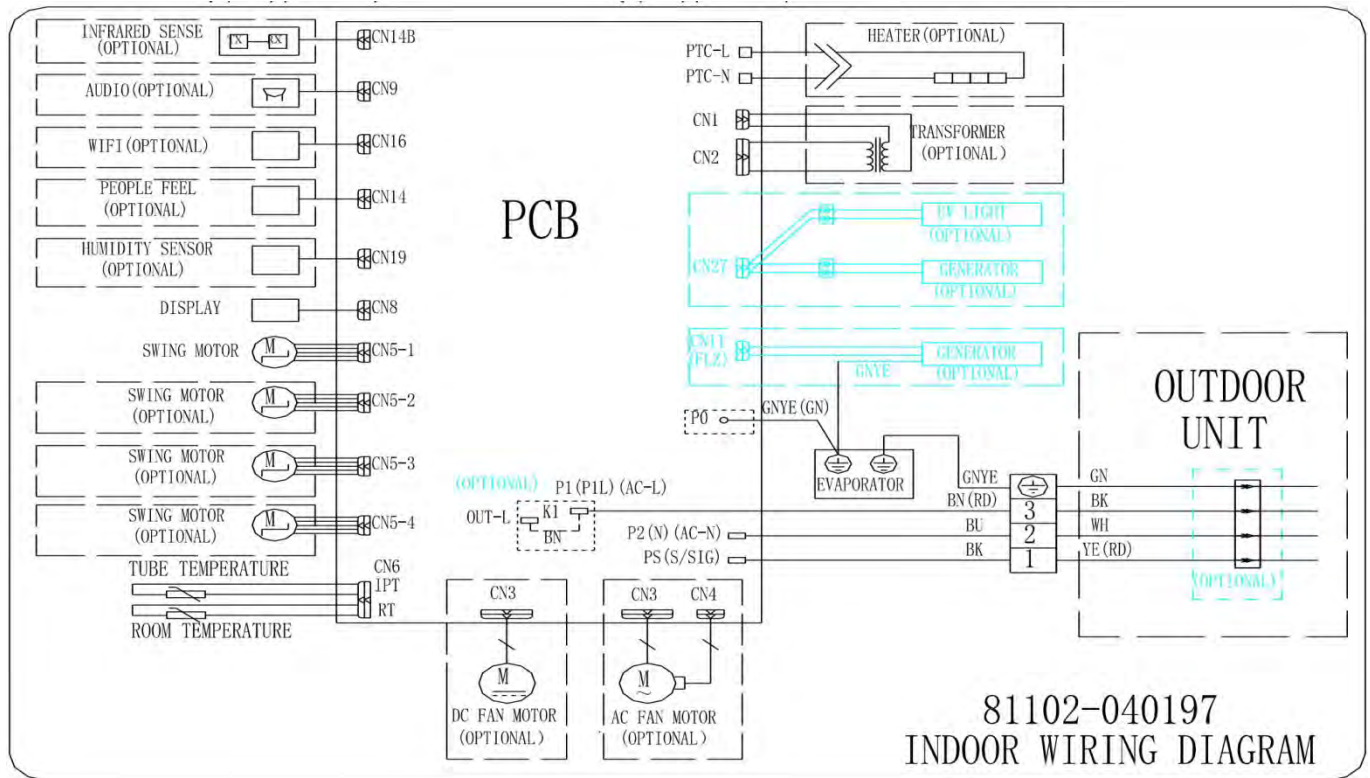 INFRARED SENSE
(OPTIONAL)
TX
RX
CN14B
AUDIO(OPTIONAL)
CN9
WIFI(OPTIONAL)
CN16
PEOPLE FEEL
(OPTIONAL)
CN14
HUMIDITY SENSOR
(OPTIONAL)
CN19
DISPLAY
CN8
SWING MOTOR
M
CN5-1
SWING MOTOR
(OPTIONAL)
M
CN5-2
SWING MOTOR
(OPTIONAL)
M
CN5-3
SWING MOTOR
(OPTIONAL)
M
CN5-4
TUBE TEMPERATURE
CN6
IPT
RT
ROOM TEMPERATURE
PCB
PTC-L
PTC-N
HEATER(OPTIONAL)
CN1
CN2
TRANSFORMER
(OPTIONAL)
CN27
UV LIGHT
(OPTIONAL)
GENERATOR
(OPTIONAL)
CN11
(FLZ)
GENERATOR
(OPTIONAL)
GNYE
P0
GNYE(GN)
EVAPORATOR
(OPTIONAL)
P1(P1L)(AC-L)
OUT-L
K1
BN
P2(N)(AC-N)
PS(S/SIG)
GNYE
BN(RD)
BU
BK
3
2
1
GN
BK
WH
YE(RD)
OUTDOOR
UNIT
(OPTIONAL)
CN3
M
DC FAN MOTOR
(OPTIONAL)
CN3
CN4
M
~
AC FAN MOTOR
(OPTIONAL)
81102-040197
INDOOR WIRING DIAGRAM